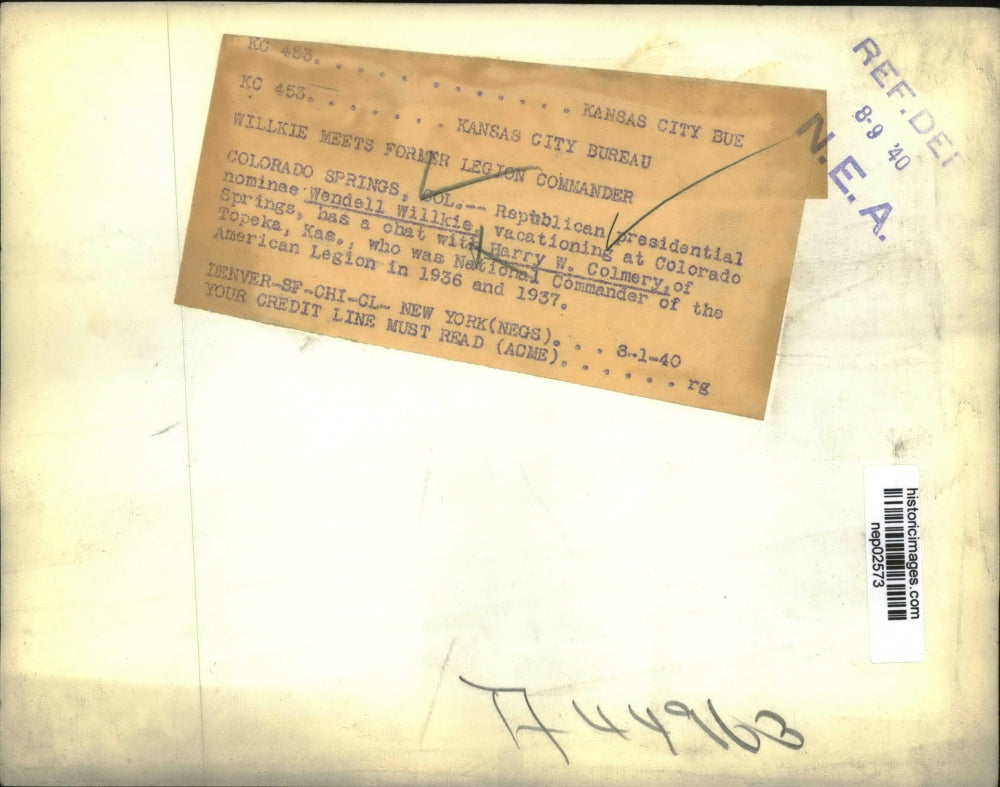 KC 453. . . . . . . . . . . . . KANSAS CITY BUE
KC 453. . . . . . . . KANSAS CITY BUREAU
WILLKIE MEETS FORMER LEGION COMMANDER
COLORADO SPRINGS, COL.-- Republican presidential
nominee Wendell Willkie, vacationing at Colorado
Springs, has a chat with Harry W. Colmery, of
Topeka, Kas., who was National Commander of the
American Legion in 1936 and 1937.
DENVER-SF-CHI-CL- NEW YORK(NEGS). . . 8-1-40
YOUR CREDIT LINE MUST READ (ACME). . . . . . . rg
REF. DEP
8-9 '40
N. E. A.
historicimages.com
nep02573
A44963